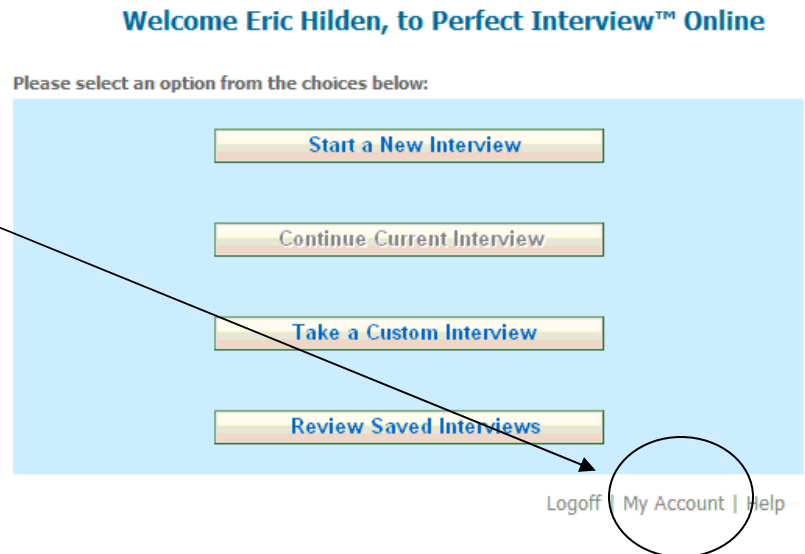 Welcome Eric Hilden, to Perfect Interview™ Online
Please select an option from the choices below:
Start a New Interview
Continue Current Interview
Take a Custom Interview
Review Saved Interviews
Logoff | My Account | Help